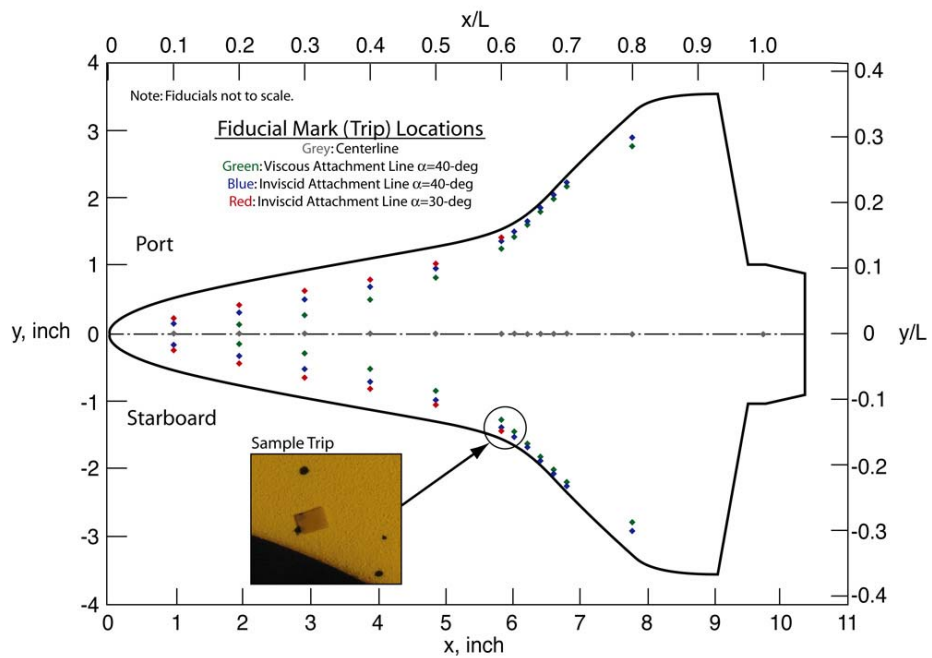 x/L
0 0.1 0.2 0.3 0.4 0.5 0.6 0.7 0.8 0.9 1.0
4 0.4
Note: Fiducials not to scale.
Fiducial Mark (Trip) Locations
Grey: Centerline
Green: Viscous Attachment Line α=40-deg
Blue: Inviscid Attachment Line α=40-deg
Red: Inviscid Attachment Line α=30-deg
3 0.3
2 0.2
Port
1 0.1
y, inch 0 0 y/L
-1 -0.1
Starboard
Sample Trip
-2 -0.2
-3 -0.3
-4 -0.4
0 1 2 3 4 5 6 7 8 9 10 11
x, inch